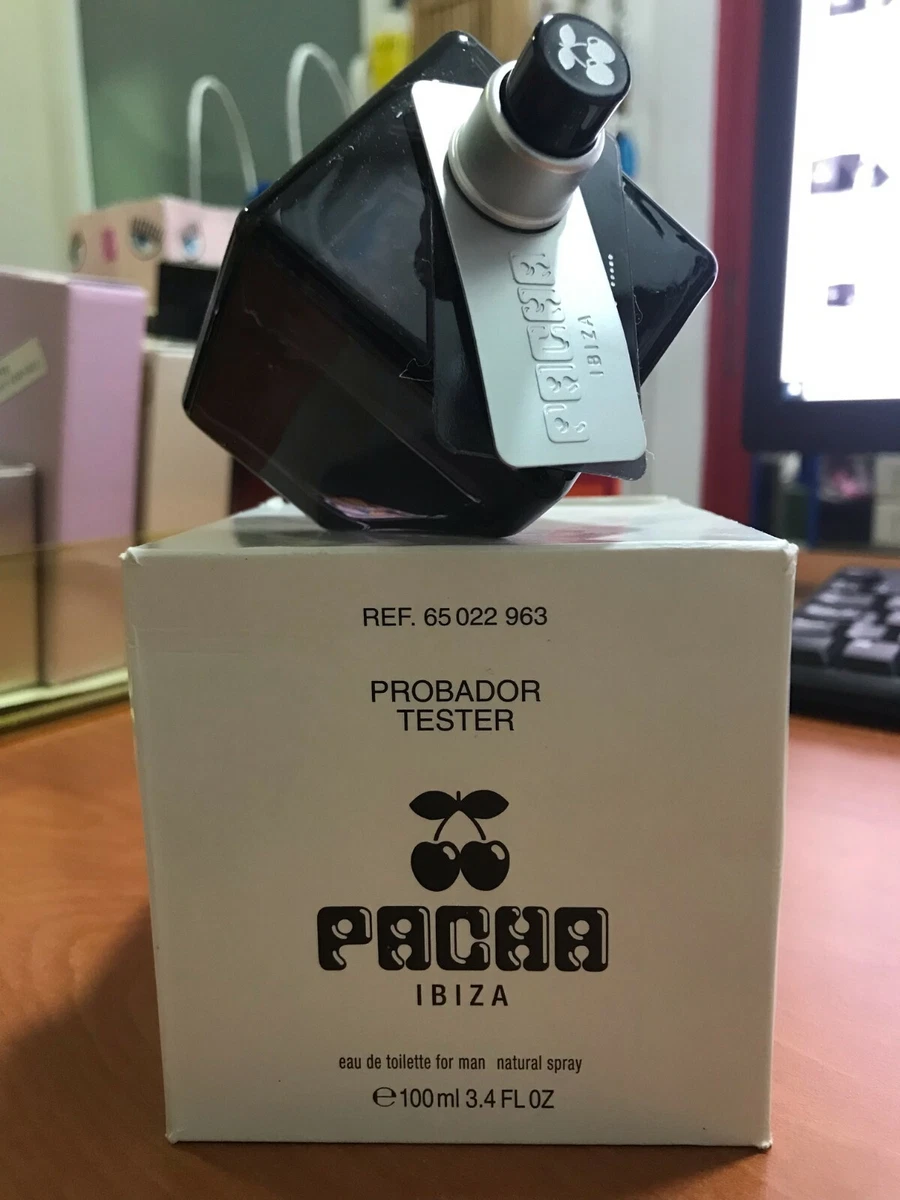 PACHA
IBIZA
REF. 65 022 963
PROBADOR
TESTER
PACHA
IBIZA
eau de toilette for man natural spray
℮100ml 3.4 FL OZ